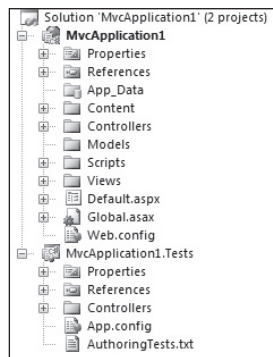 Solution 'MvcApplication1' (2 projects)
MvcApplication1
Properties
References
App_Data
Content
Controllers
Models
Scripts
Views
Default.aspx
Global.asax
Web.config
MvcApplication1.Tests
Properties
References
Controllers
App.config
AuthoringTests.txt